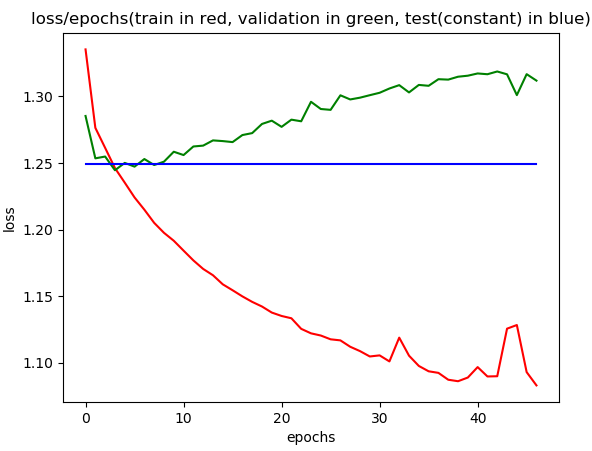 loss/epochs(train in red, validation in green, test(constant) in blue)
1.30
1.25
1.20
1.15
1.10
loss
0 10 20 30 40
epochs